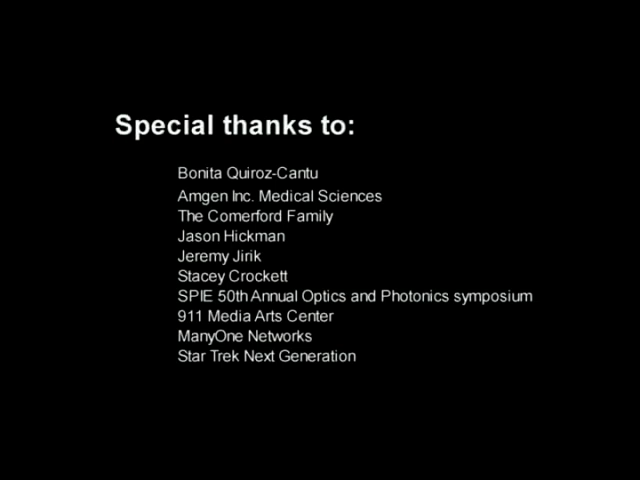 Special thanks to:
Bonita Quiroz-Cantu
Amgen Inc. Medical Sciences
The Comerford Family
Jason Hickman
Jeremy Jirik
Stacey Crockett
SPIE 50th Annual Optics and Photonics symposium
911 Media Arts Center
ManyOne Networks
Star Trek Next Generation